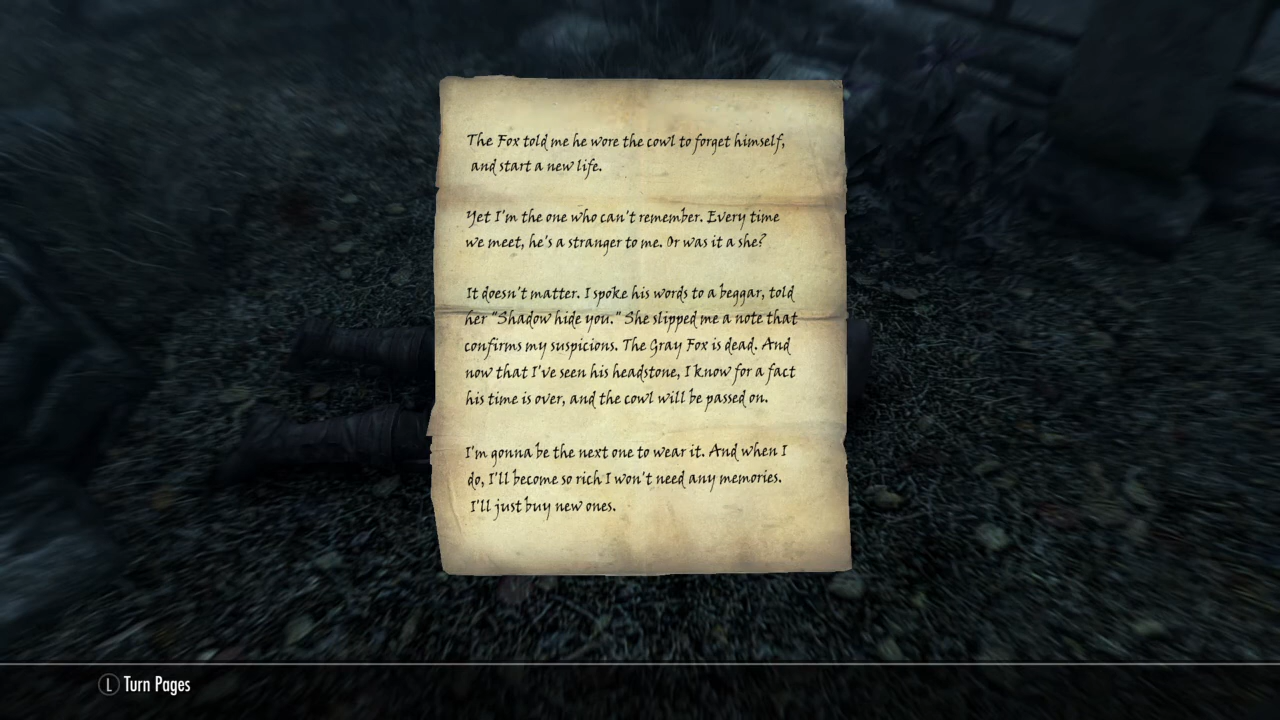 The Fox told me he wore the cowl to forget himself,
and start a new life.
Yet I'm the one who can't remember. Every time
we meet, he's a stranger to me. Or was it a she?
It doesn't matter. I spoke his words to a beggar, told
her "Shadow hide you." She slipped me a note that
confirms my suspicions. The Gray Fox is dead. And
now that I've seen his headstone, I know for a fact
his time is over, and the cowl will be passed on.
I'm gonna be the next one to wear it. And when I
do, I'll become so rich I won't need any memories.
I'll just buy new ones.
L Turn Pages